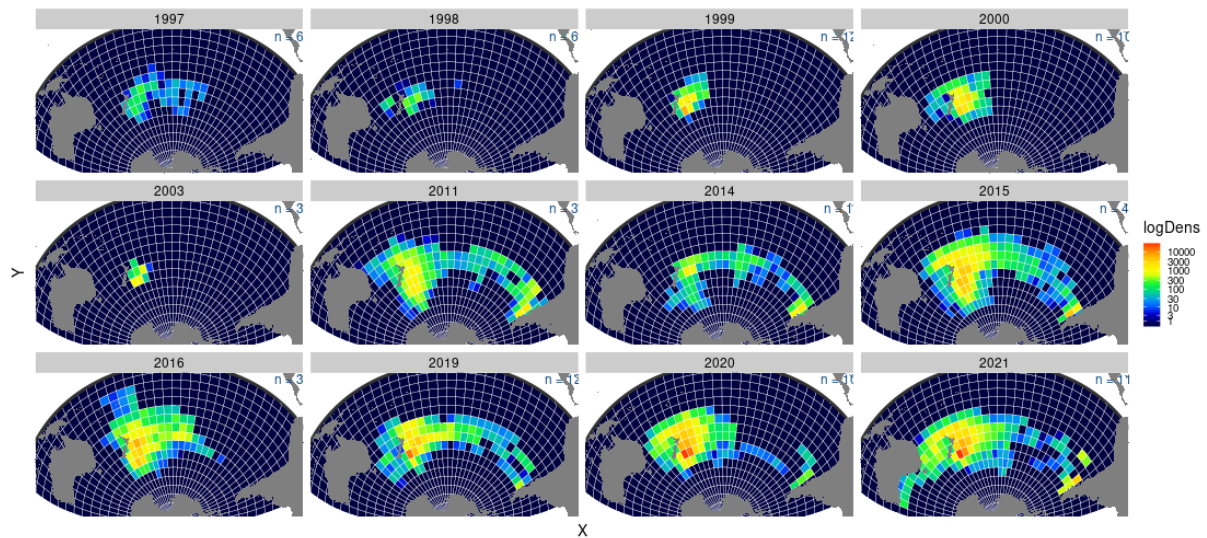 1997 1998 1999 2000
n = 6 n = 6 n = 12 n = 10
2003 2011 2014 2015
n = 3 n = 3 n = 1 n = 4
2016 2019 2020 2021
n = 3 n = 12 n = 10 n =
Y
X
logDens
10000
3000
1000
300
100
30
10
3
1